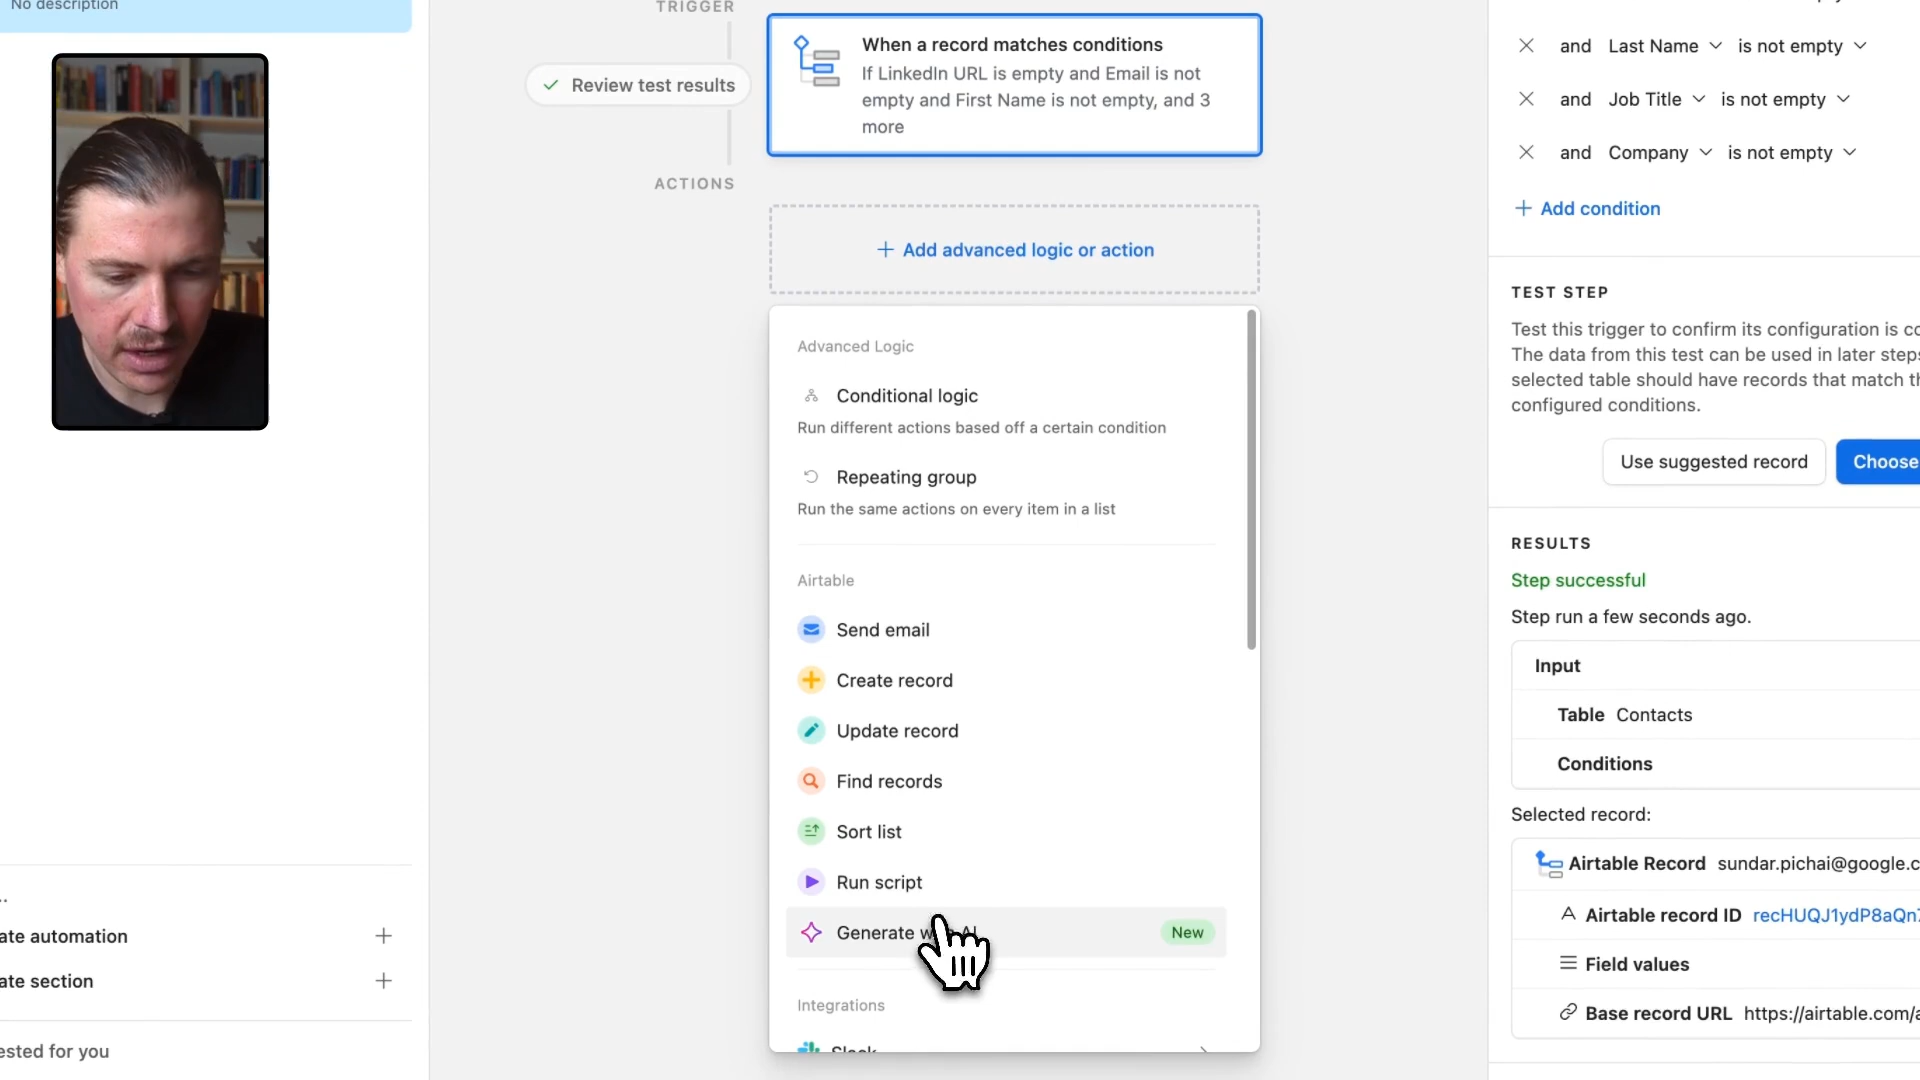 No description
TRIGGER
Review test results
ACTIONS
When a record matches conditions
If LinkedIn URL is empty and Email is not
empty and First Name is not empty, and 3
more
+ Add advanced logic or action
Advanced Logic
Conditional logic
Run different actions based off a certain condition
Repeating group
Run the same actions on every item in a list
Airtable
Send email
Create record
Update record
Find records
Sort list
Run script
Generate with AI New
Integrations
Slack
ate automation +
ate section +
ested for you
and Last Name is not empty
and Job Title is not empty
and Company is not empty
+ Add condition
TEST STEP
Test this trigger to confirm its configuration is co
The data from this test can be used in later steps
selected table should have records that match th
configured conditions.
Use suggested record Choose
RESULTS
Step successful
Step run a few seconds ago.
Input
Table Contacts
Conditions
Selected record:
Airtable Record sundar.pichai@google.c
Airtable record ID recHUQJ1ydP8aQn7
Field values
Base record URL https://airtable.com/a